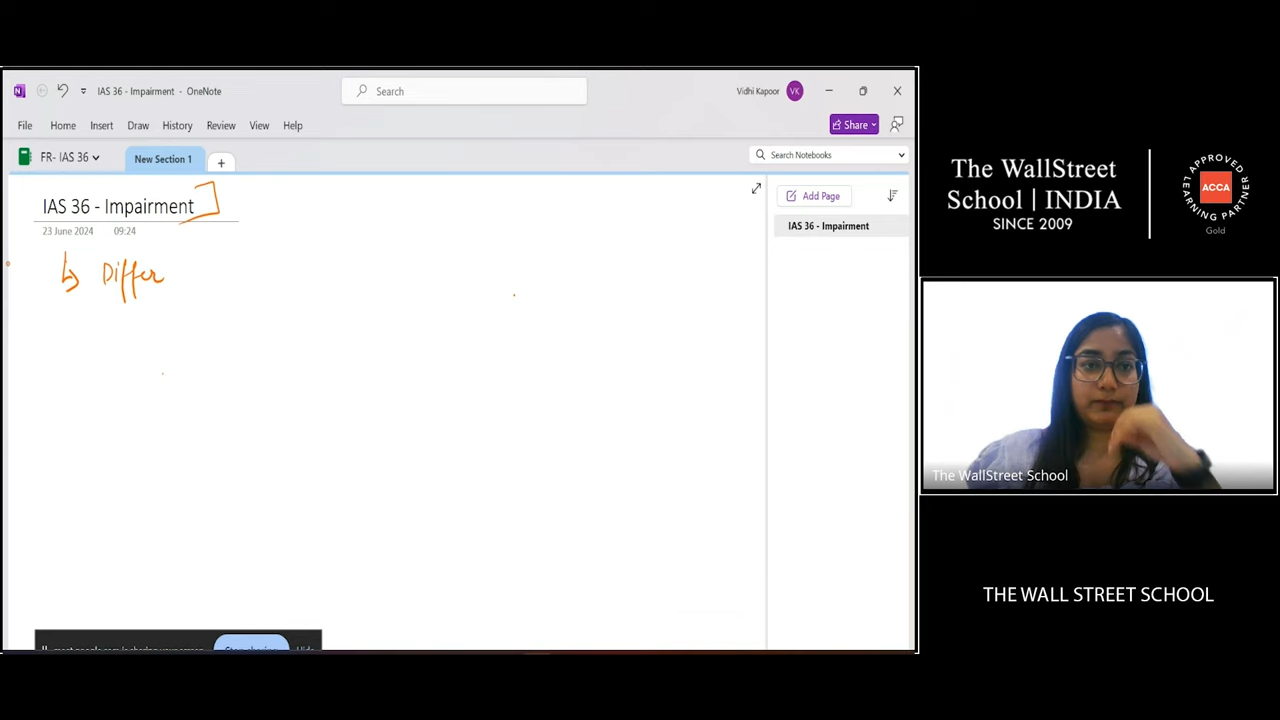 IAS 36 - Impairment - OneNote
Search
Vidhi Kapoor VK
File Home Insert Draw History Review View Help
Share
FR- IAS 36
New Section 1
+
Search Notebooks
IAS 36 - Impairment
23 June 2024 09:24
Differ
Add Page
IAS 36 - Impairment
The WallStreet
School | INDIA
SINCE 2009
APPROVED
ACCA
LEARNING PARTNER
Gold
The WallStreet School
THE WALL STREET SCHOOL